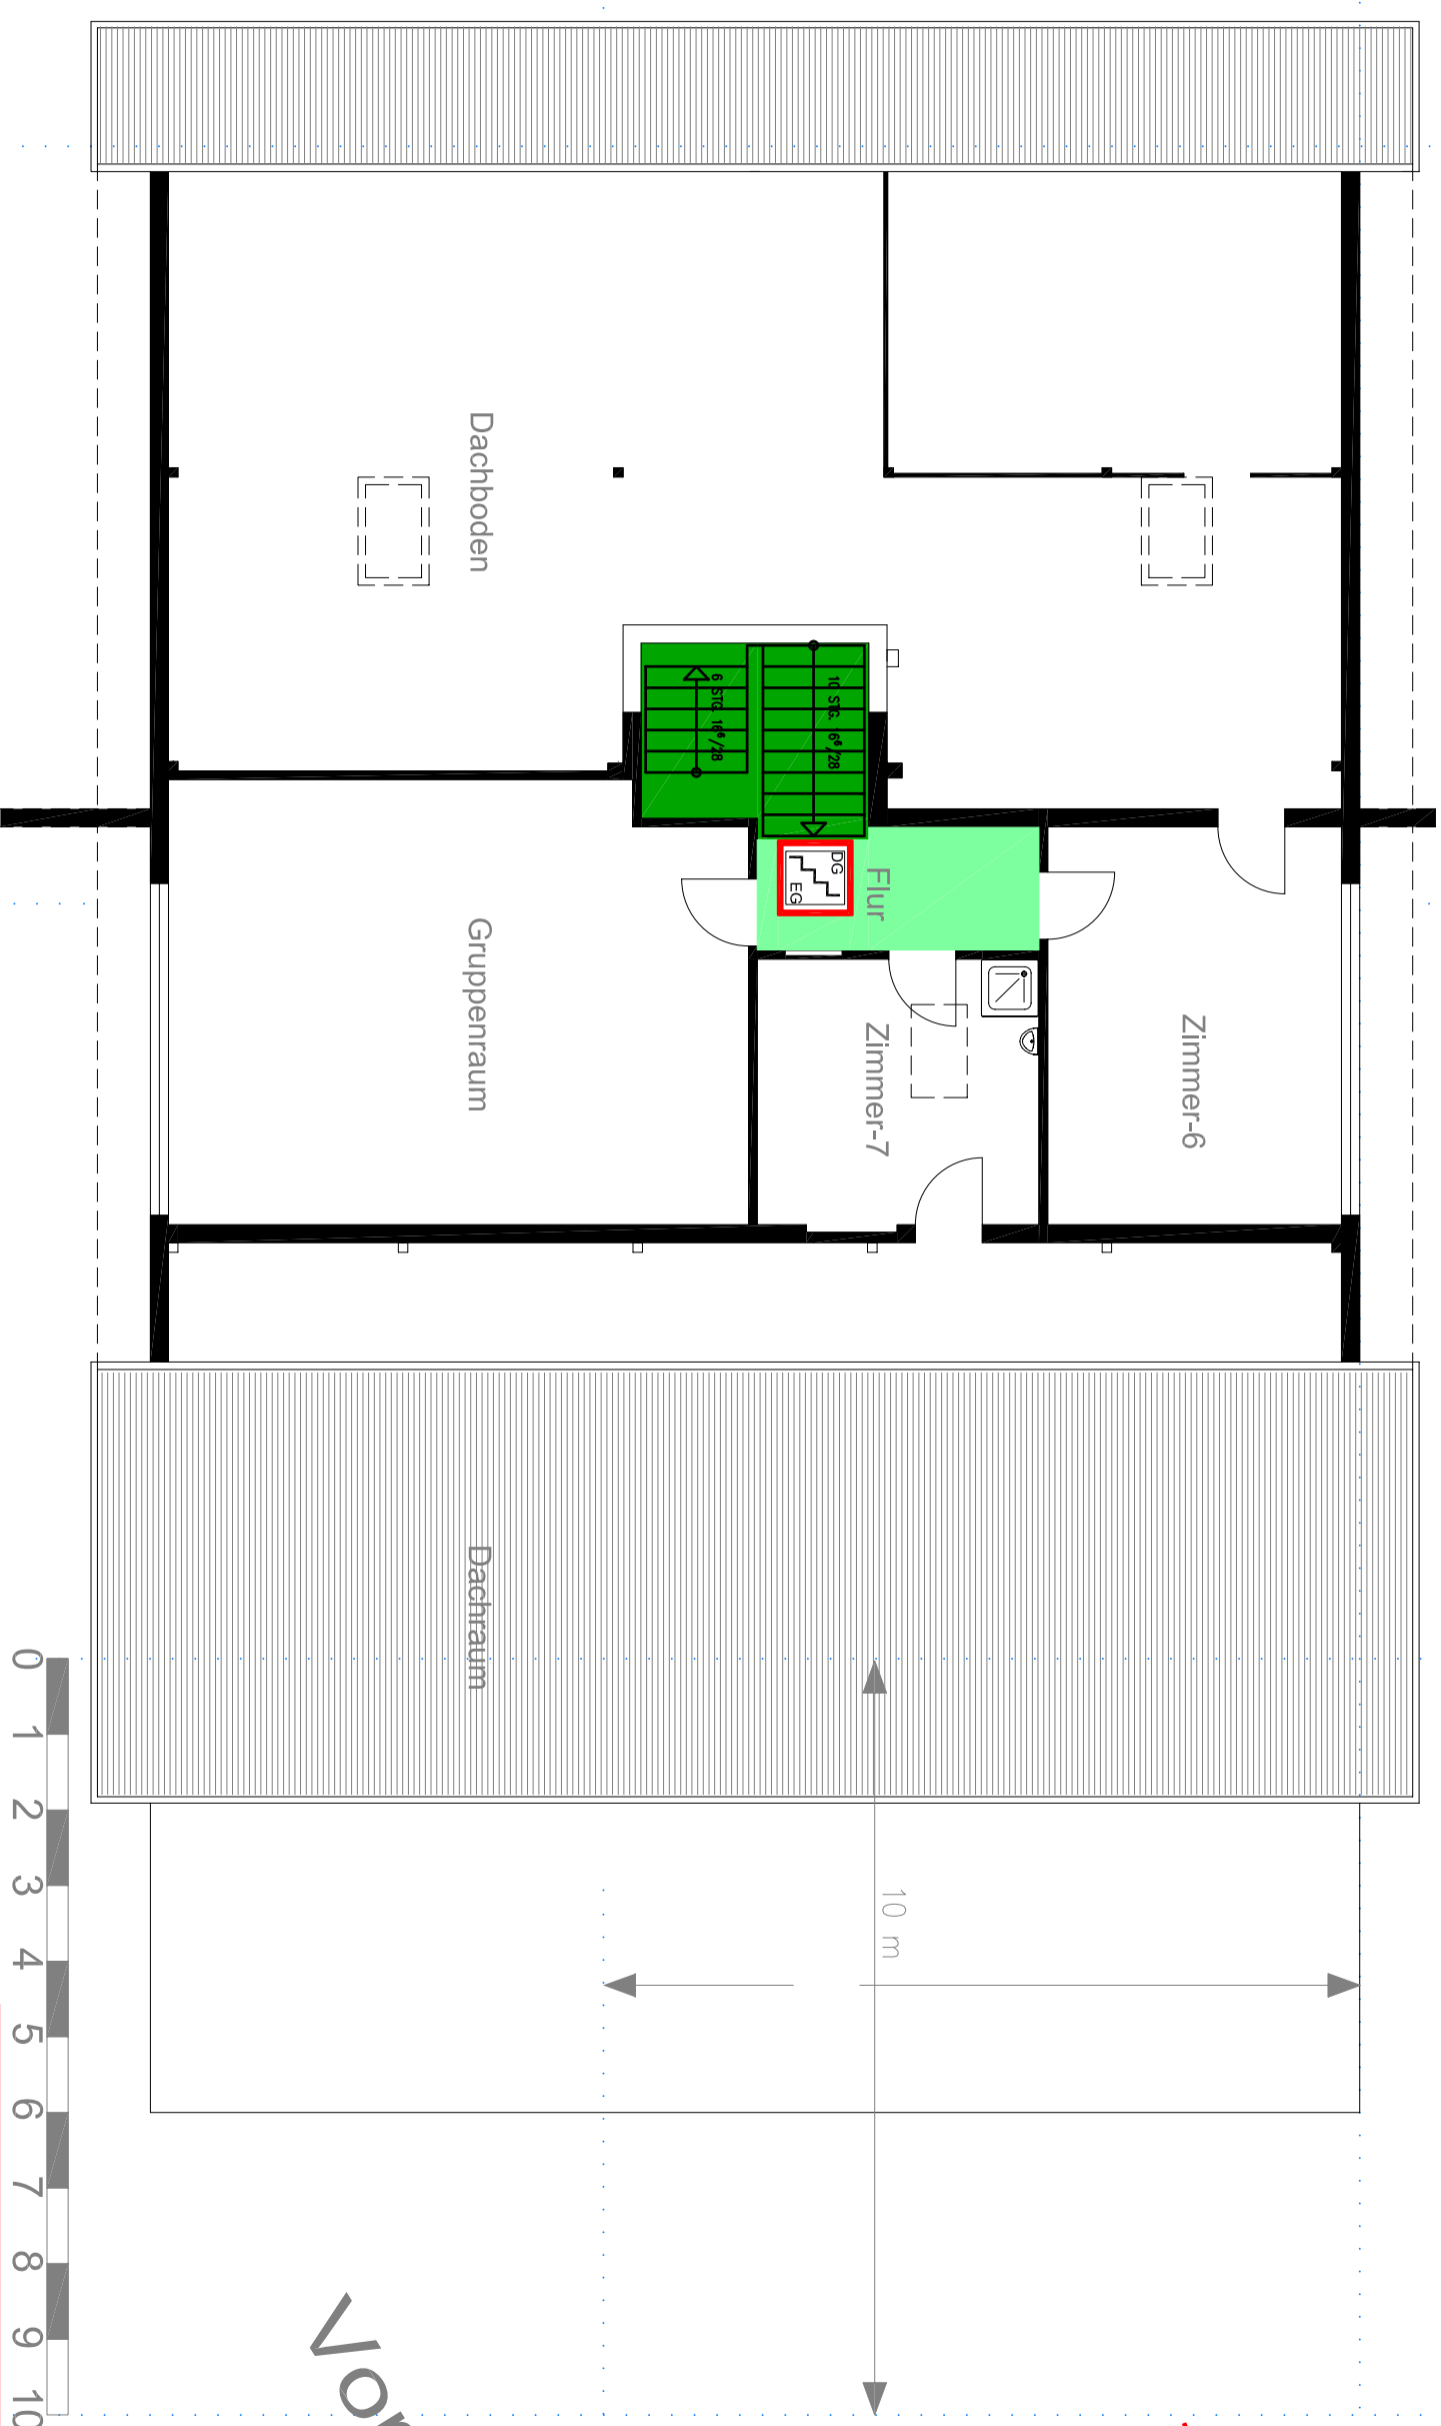 Dachboden
6 STG. 16⁶/28
10 STG. 16⁶/28
DG
EG
Flur
Gruppenraum
Zimmer-7
Zimmer-6
Dachraum
10 m
0 1 2 3 4 5 6 7 8 9 10